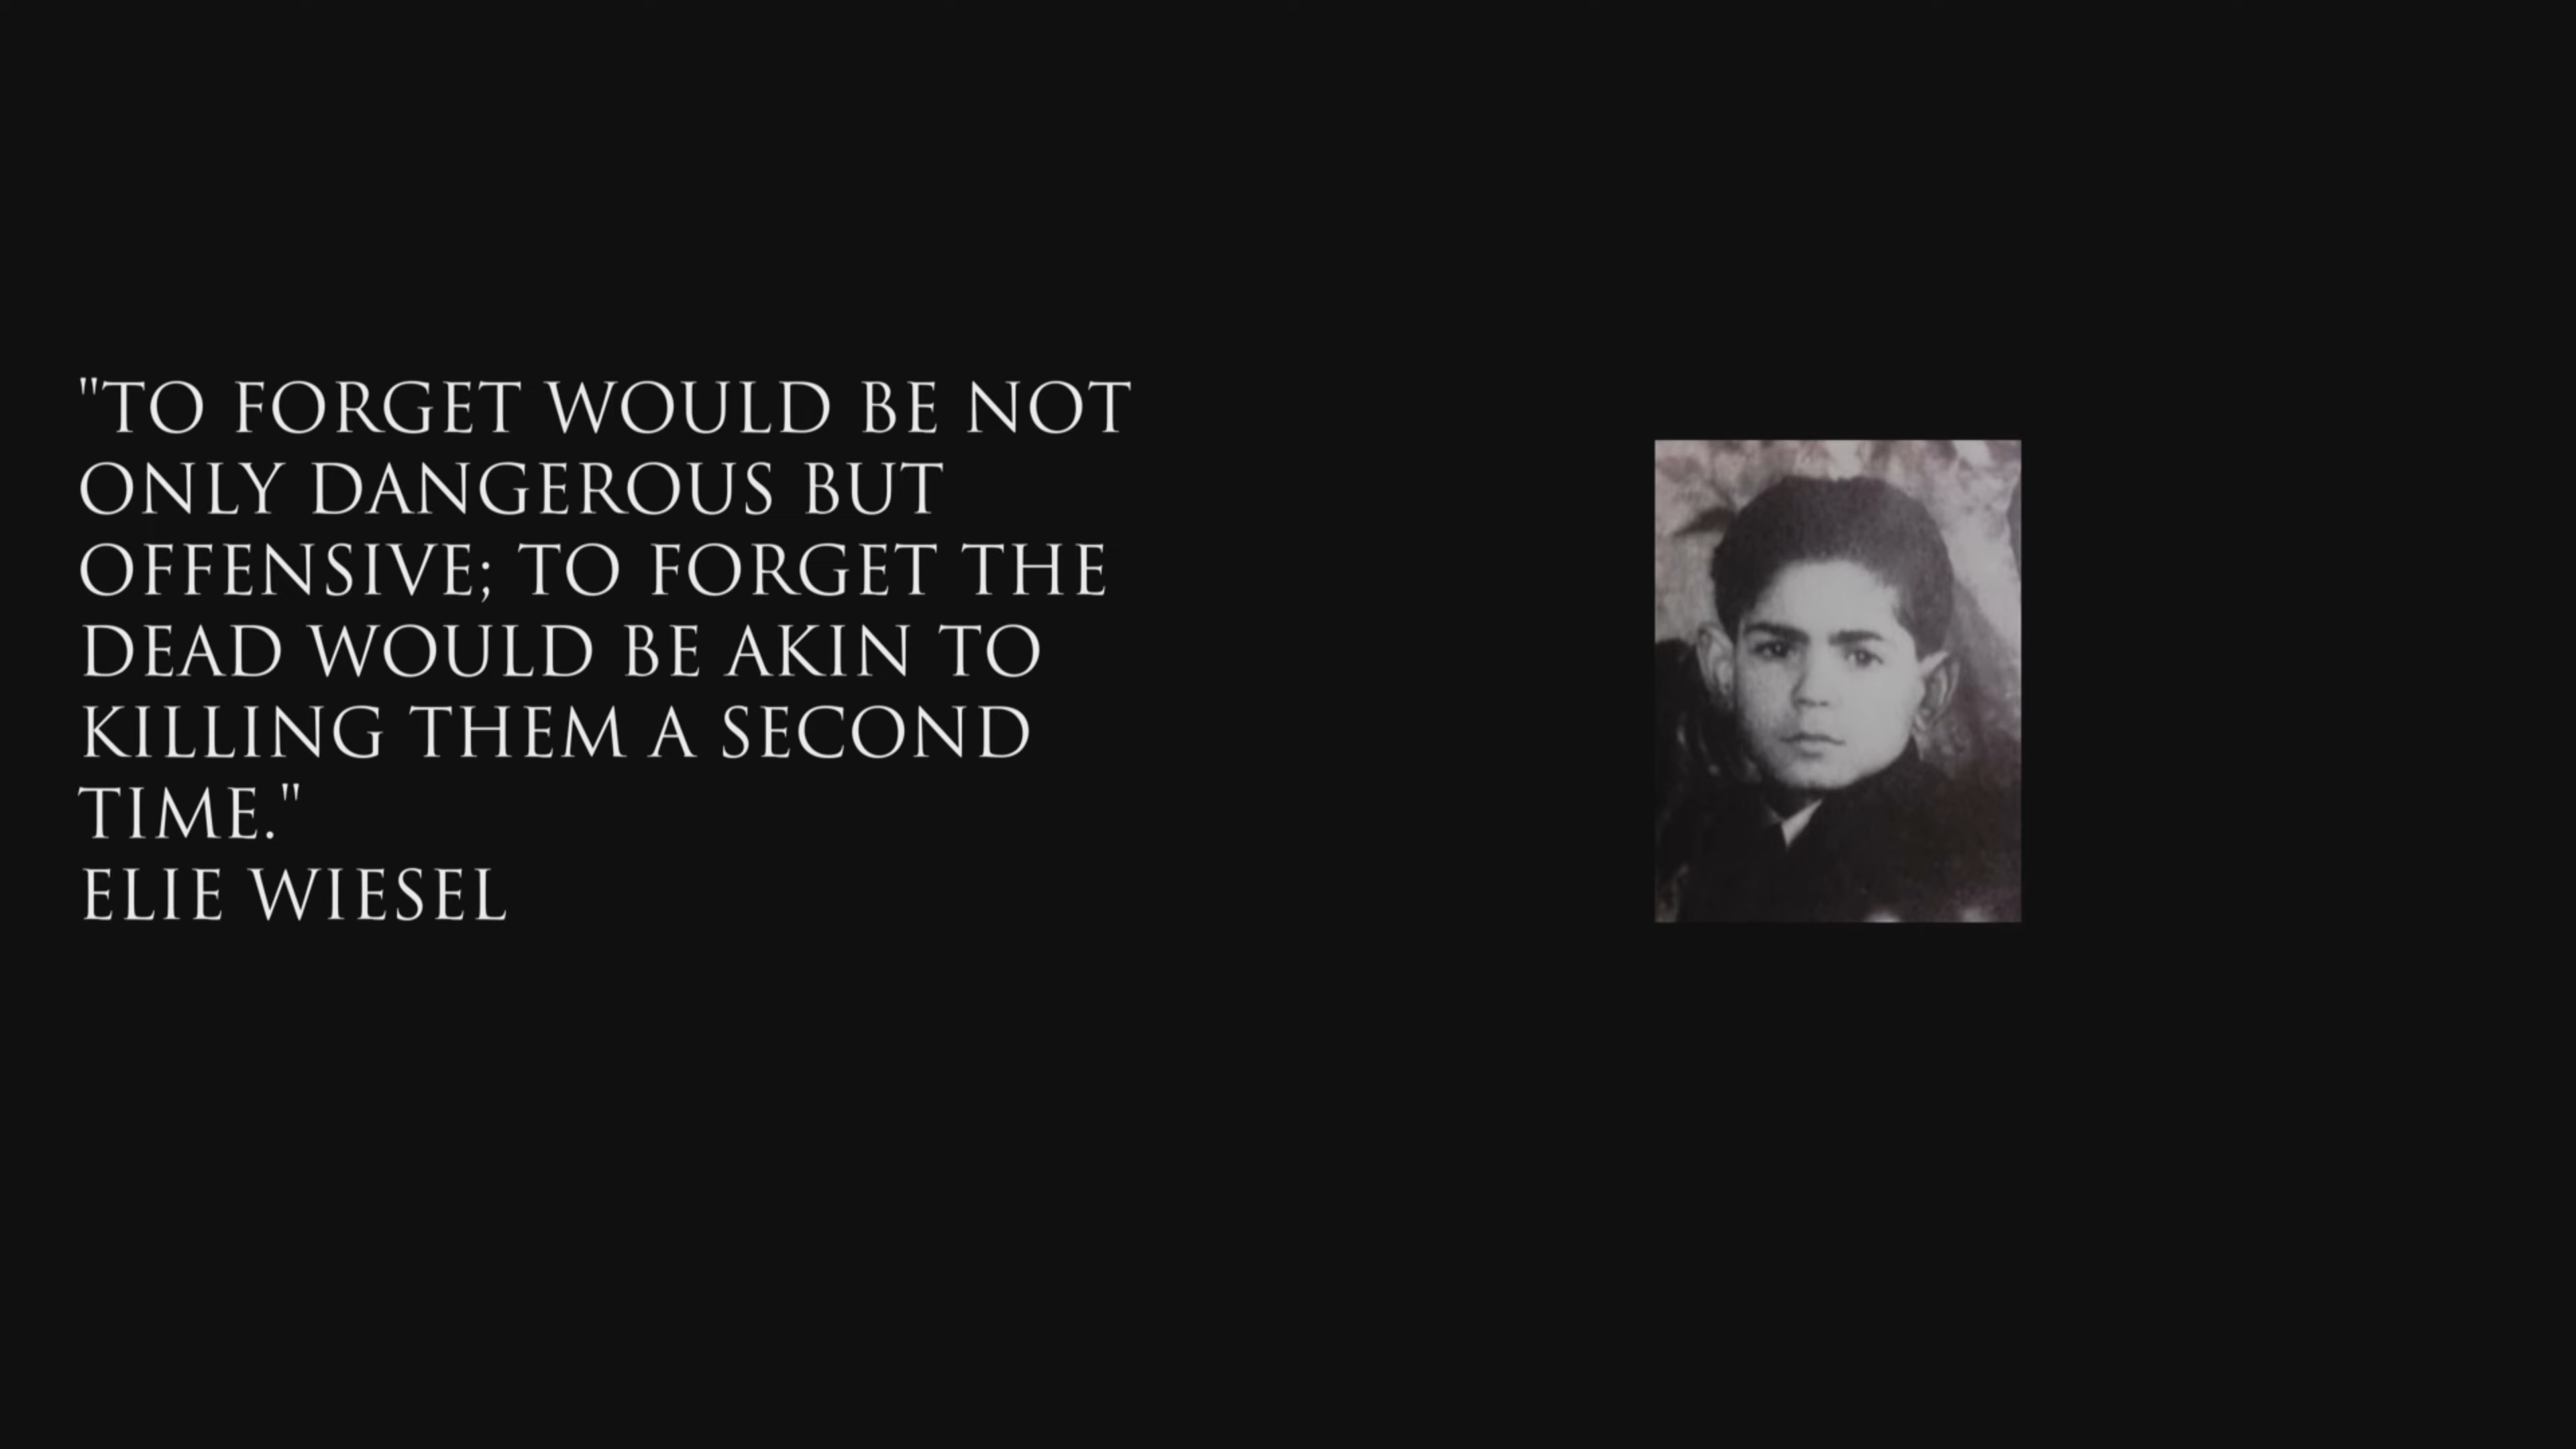 "TO FORGET WOULD BE NOT
ONLY DANGEROUS BUT
OFFENSIVE; TO FORGET THE
DEAD WOULD BE AKIN TO
KILLING THEM A SECOND
TIME."
ELIE WIESEL